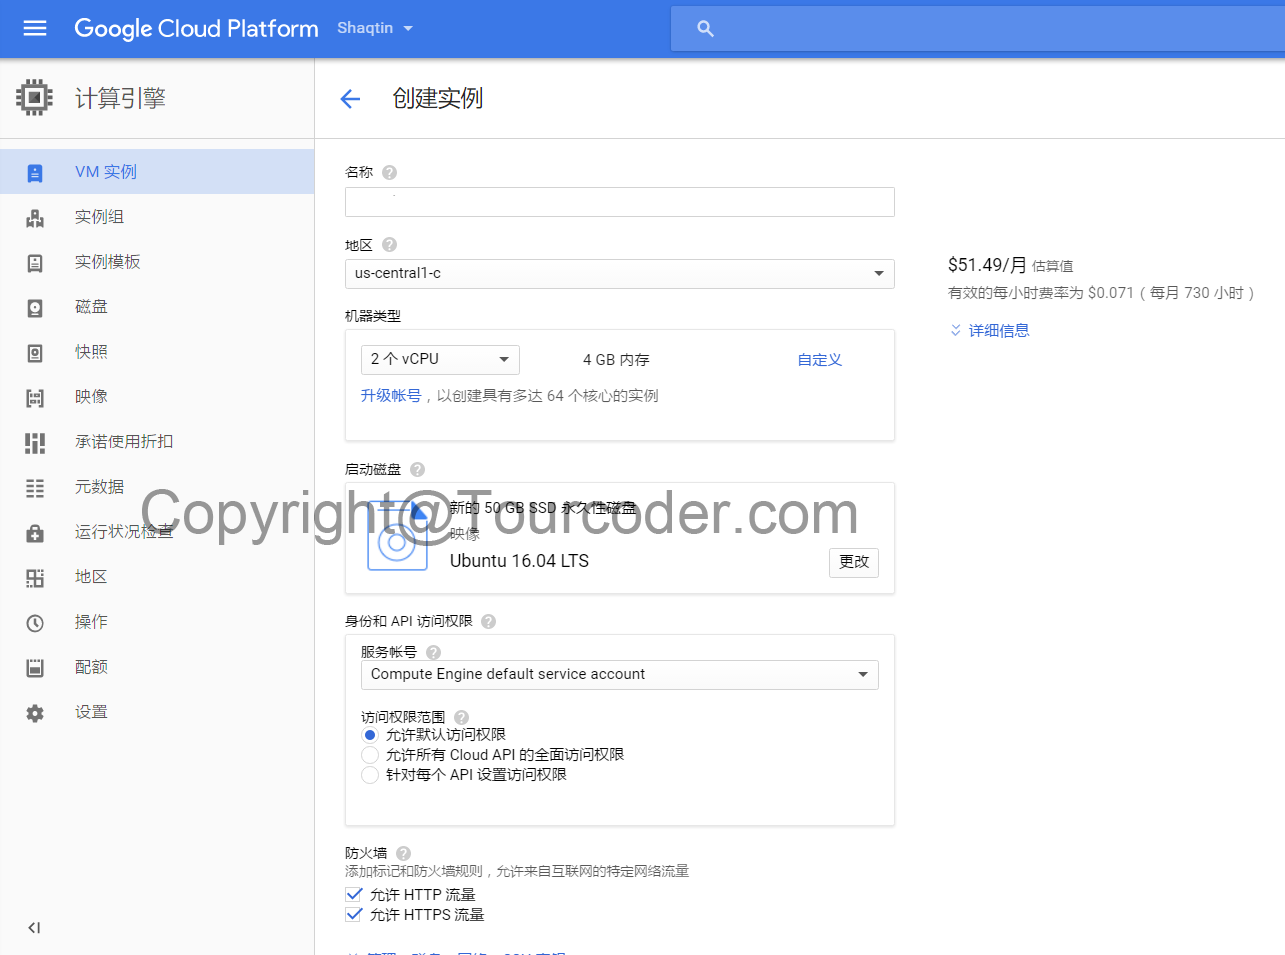 Google Cloud Platform Shaqtin
计算引擎
VM 实例
实例组
实例模板
磁盘
快照
映像
承诺使用折扣
元数据
运行状况检查
地区
操作
配额
设置
创建实例
名称
地区
us-central1-c
机器类型
2 个 vCPU 4 GB 内存 自定义
升级帐号，以创建具有多达 64 个核心的实例
启动磁盘
新的 50 GB SSD 永久性磁盘
映像
Ubuntu 16.04 LTS
更改
身份和 API 访问权限
服务帐号
Compute Engine default service account
访问权限范围
允许默认访问权限
允许所有 Cloud API 的全面访问权限
针对每个 API 设置访问权限
防火墙
添加标记和防火墙规则，允许来自互联网的特定网络流量
允许 HTTP 流量
允许 HTTPS 流量
$51.49/月 估算值
有效的每小时费率为 $0.071（每月 730 小时）
详细信息
Copyright@Tourcoder.com